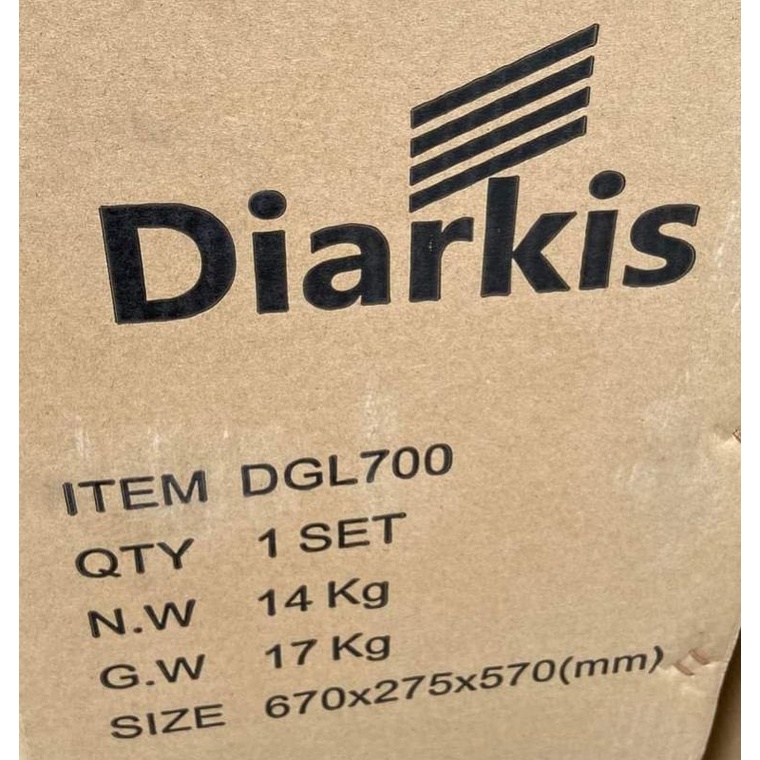 Diarkis
ITEM DGL700
QTY 1 SET
N.W 14 Kg
G.W 17 Kg
SIZE 670x275x570(mm)